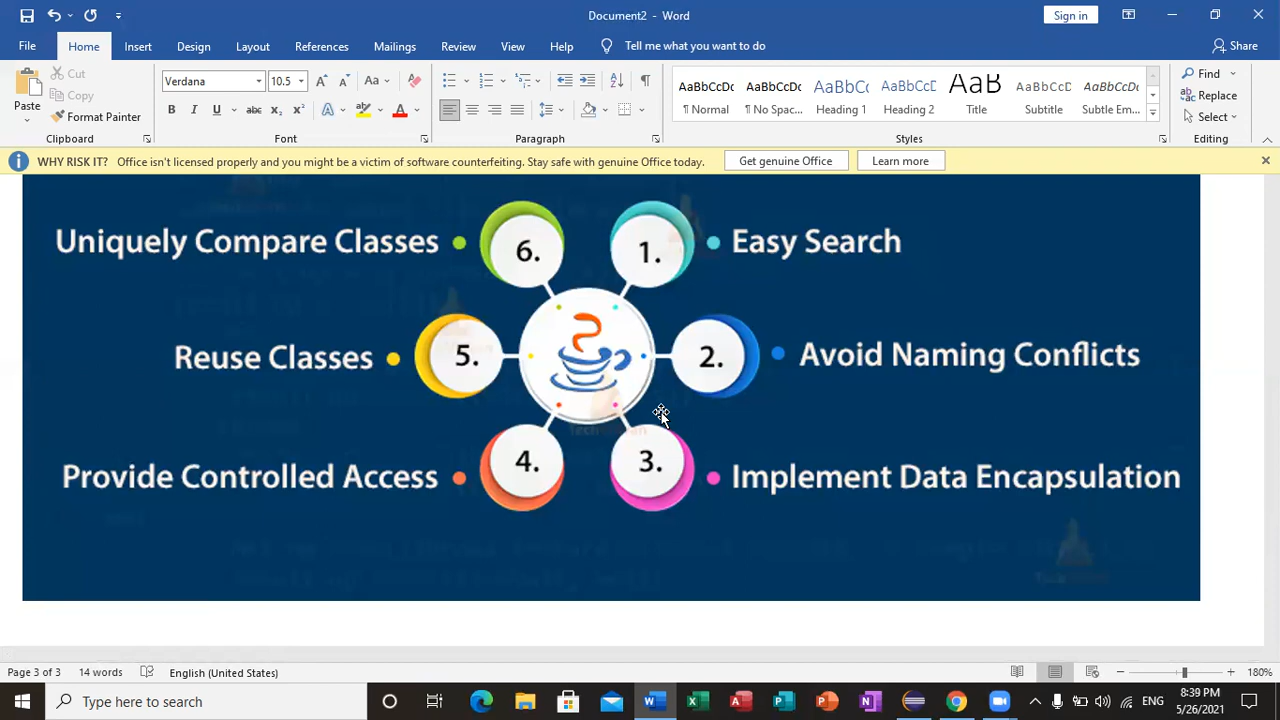 Document2 - Word
Sign in
File Home Insert Design Layout References Mailings Review View Help Tell me what you want to do Share
Paste
Cut
Copy
Format Painter
Clipboard
Verdana 10.5
Font
Paragraph
AaBbCcDc AaBbCcDc AaBbCcD AaBbCcD AaB AaBbCcD AaBbCcD
¶ Normal ¶ No Spac... Heading 1 Heading 2 Title Subtitle Subtle Em...
Styles
Find
Replace
Select
Editing
WHY RISK IT? Office isn't licensed properly and you might be a victim of software counterfeiting. Stay safe with genuine Office today. Get genuine Office Learn more
Uniquely Compare Classes 6. 1. Easy Search
Reuse Classes 5. 2. Avoid Naming Conflicts
Provide Controlled Access 4. 3. Implement Data Encapsulation
Page 3 of 3 14 words English (United States) 180%
Type here to search
ENG
8:39 PM
5/26/2021